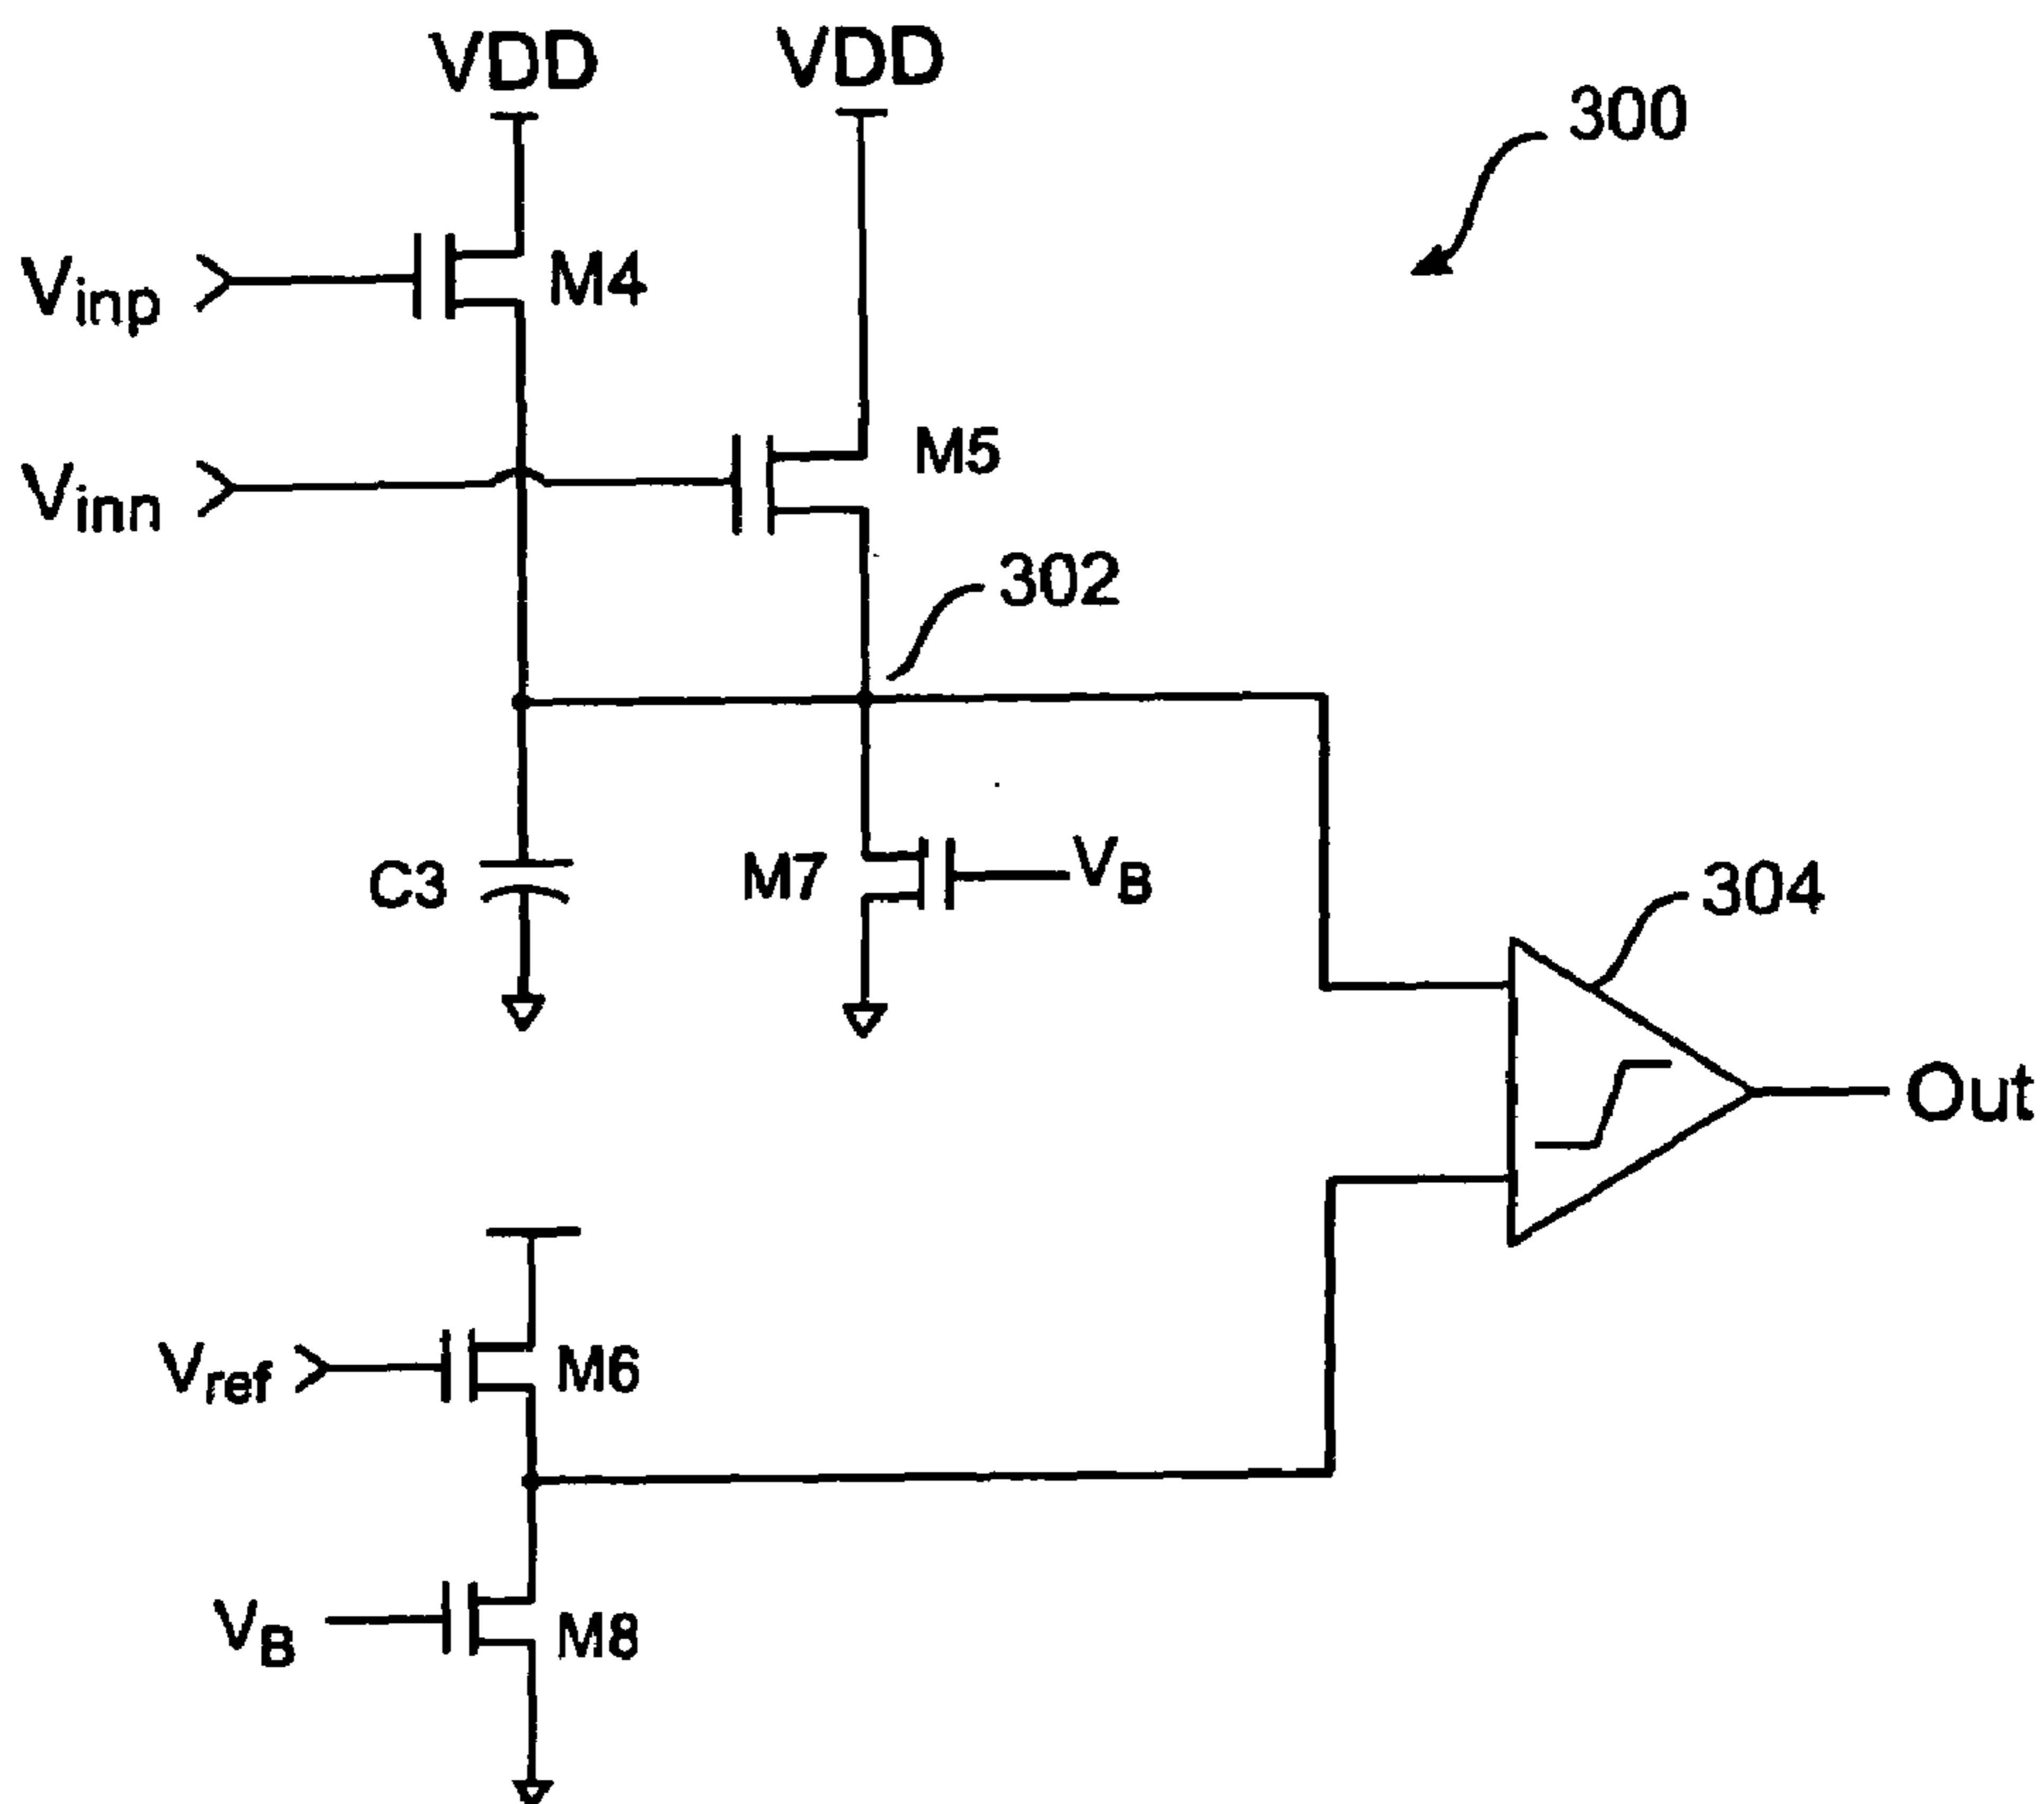 VDD VDD
300
Vinp M4
Vinn M5
302
C3 M7 VB
304
Out
Vref M6
VB M8